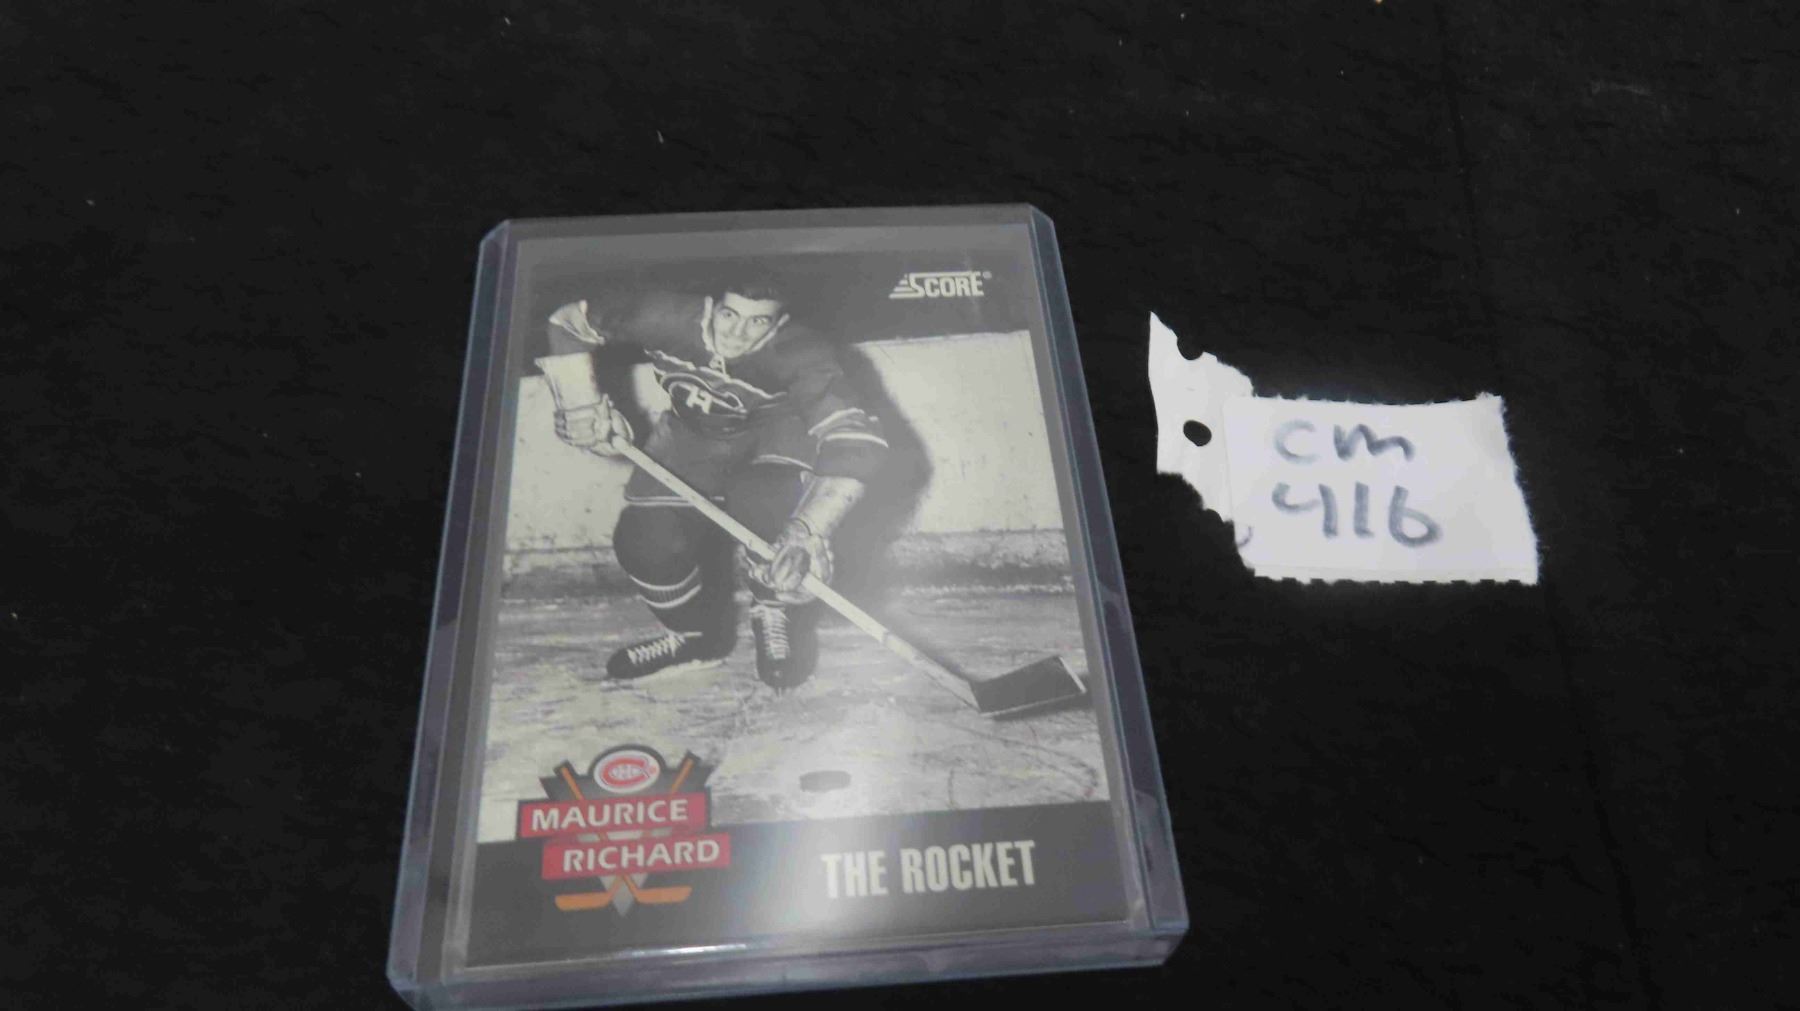 SCORE®
MAURICE
RICHARD
THE ROCKET
CM
416